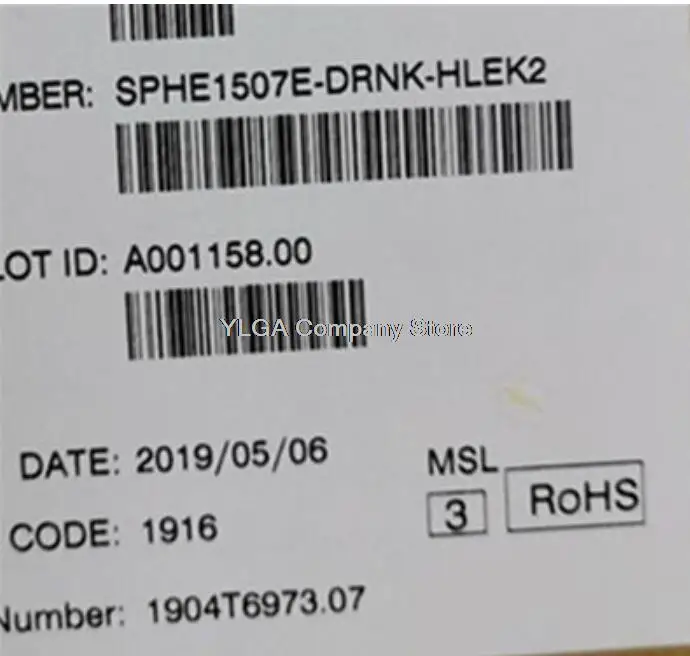 MBER: SPHE1507E-DRNK-HLEK2
LOT ID: A001158.00
YLGA Company Store
DATE: 2019/05/06
MSL
CODE: 1916
3 RoHS
Number: 1904T6973.07